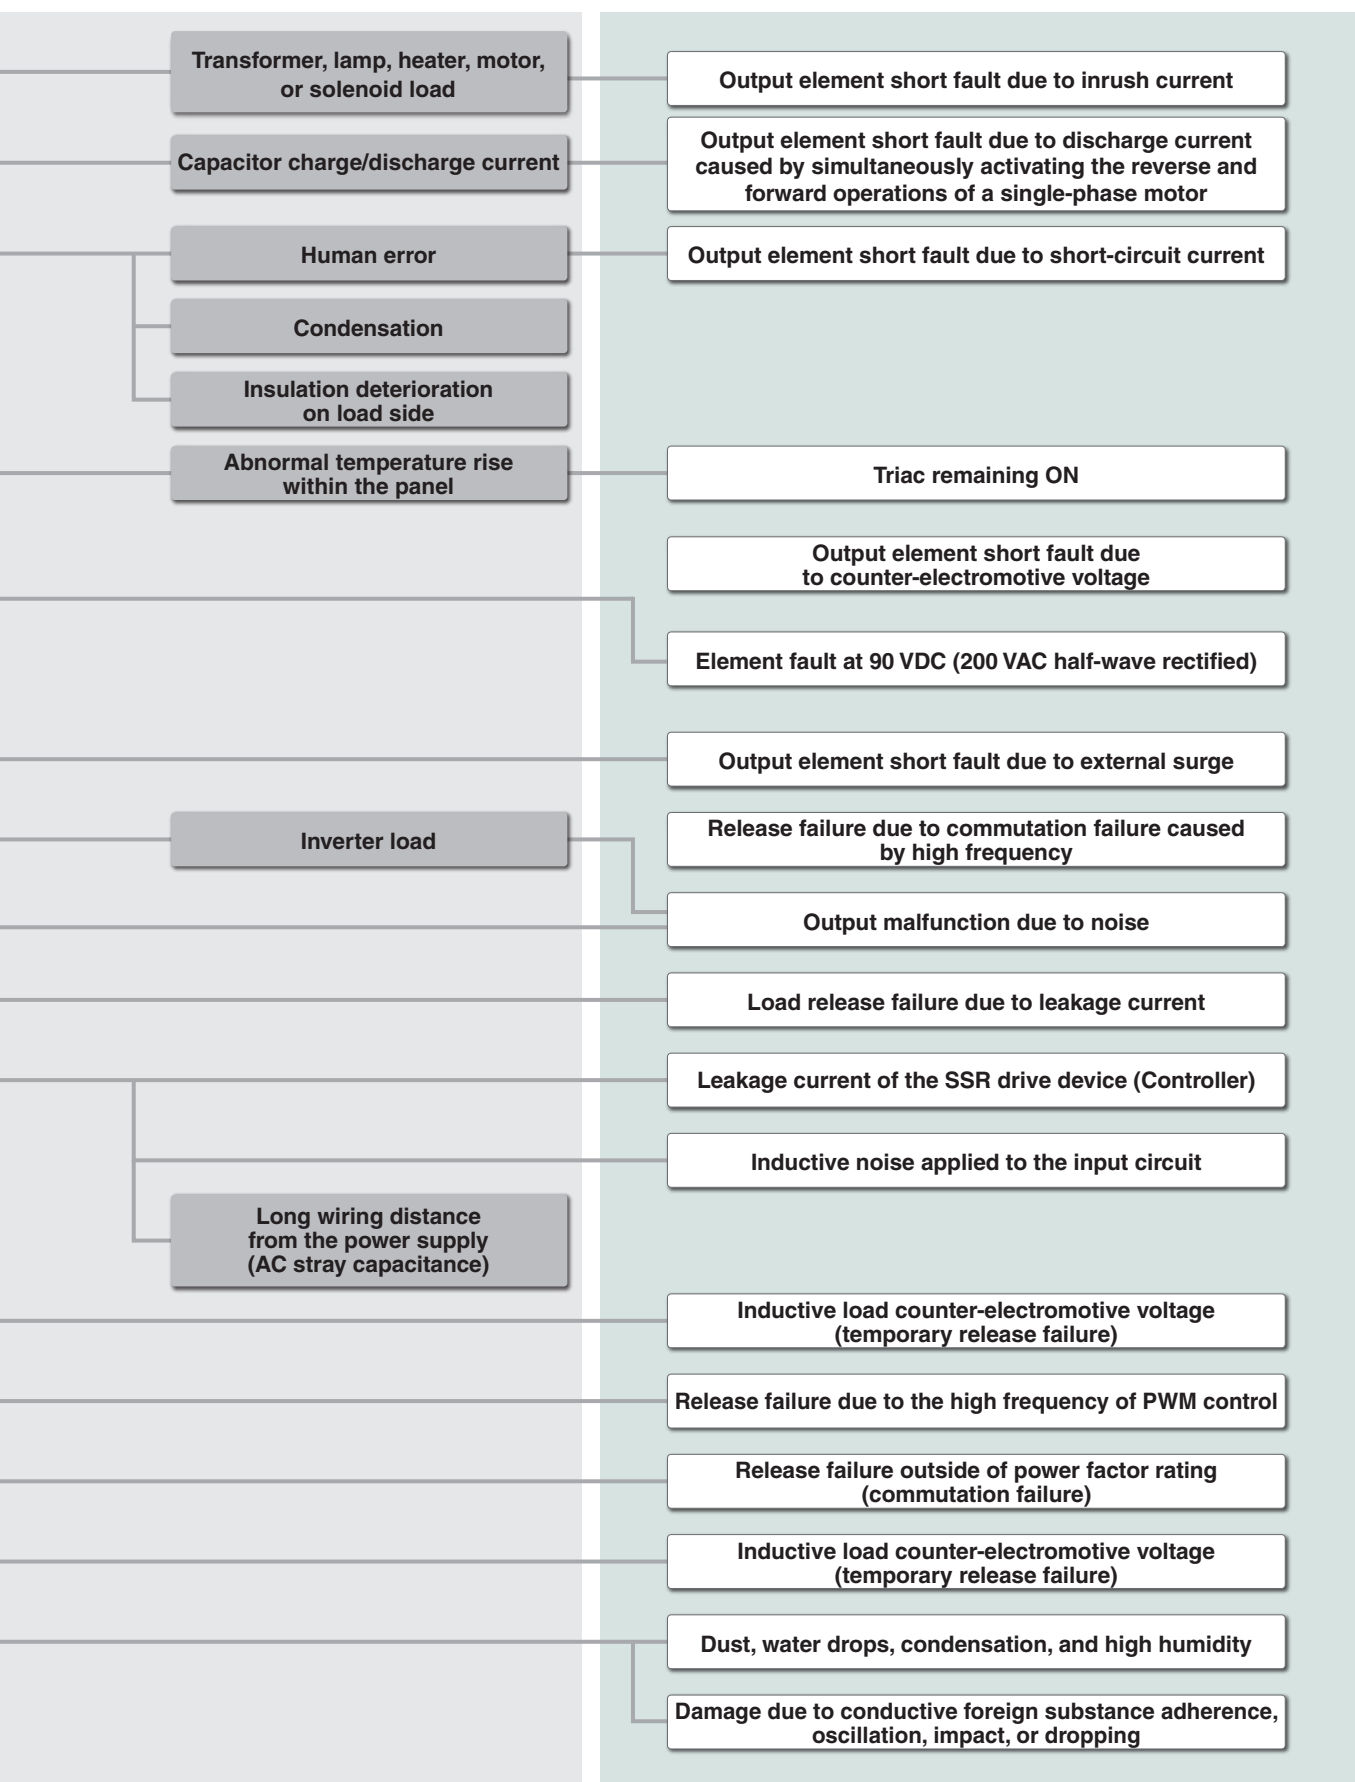 Transformer, lamp, heater, motor,
or solenoid load
Output element short fault due to inrush current
Capacitor charge/discharge current
Output element short fault due to discharge current
caused by simultaneously activating the reverse and
forward operations of a single-phase motor
Human error
Output element short fault due to short-circuit current
Condensation
Insulation deterioration
on load side
Abnormal temperature rise
within the panel
Triac remaining ON
Output element short fault due
to counter-electromotive voltage
Element fault at 90 VDC (200 VAC half-wave rectified)
Output element short fault due to external surge
Inverter load
Release failure due to commutation failure caused
by high frequency
Output malfunction due to noise
Load release failure due to leakage current
Leakage current of the SSR drive device (Controller)
Inductive noise applied to the input circuit
Long wiring distance
from the power supply
(AC stray capacitance)
Inductive load counter-electromotive voltage
(temporary release failure)
Release failure due to the high frequency of PWM control
Release failure outside of power factor rating
(commutation failure)
Inductive load counter-electromotive voltage
(temporary release failure)
Dust, water drops, condensation, and high humidity
Damage due to conductive foreign substance adherence,
oscillation, impact, or dropping